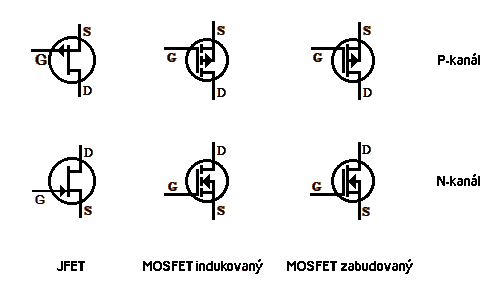 S S S
G G G P-kanál
D D D
D D D
G G G N-kanál
S S S
JFET MOSFET indukovaný MOSFET zabudovaný